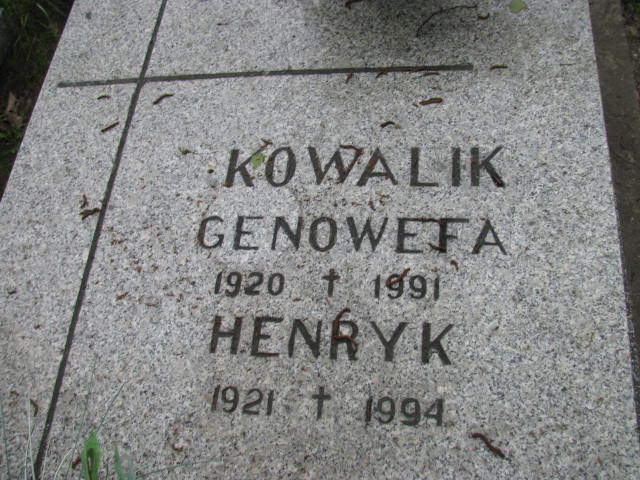 KOWALIK
GENOWEFA
1920 † 1991
HENRYK
1921 † 1994